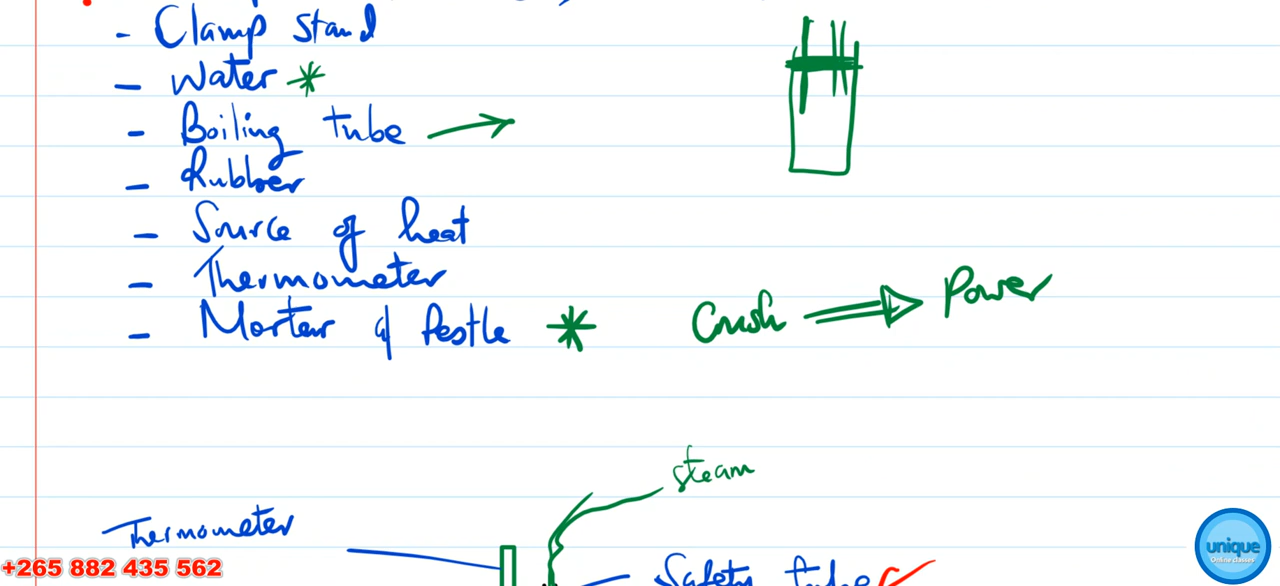 - Clamp stand
- Water *
- Boiling tube →
- Rubber
- Source of heat
- Thermometer
- Mortar & Pestle * Crush ⇒ Power
steam
Thermometer
Safety tube
+265 882 435 562
unique
Online classes